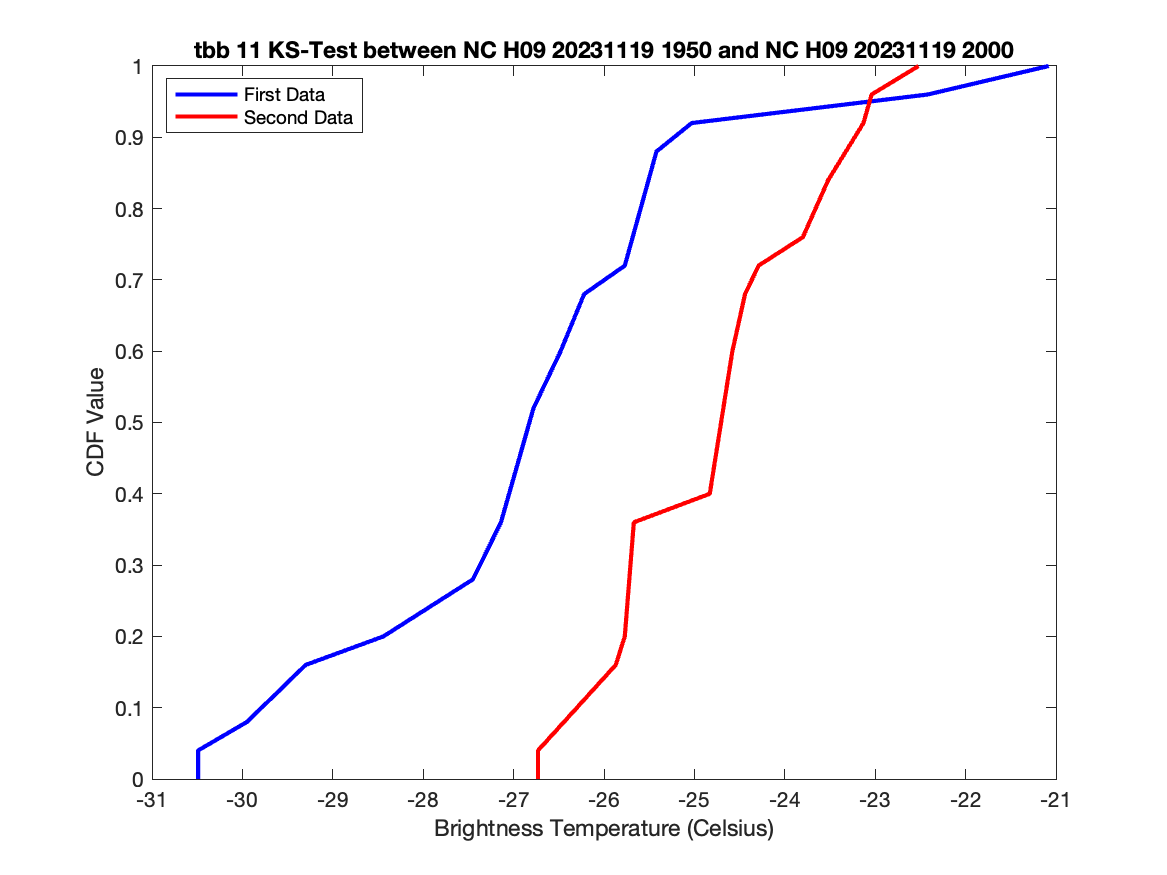 tbb 11 KS-Test between NC H09 20231119 1950 and NC H09 20231119 2000
First Data
Second Data
1
0.9
0.8
0.7
0.6
0.5
0.4
0.3
0.2
0.1
0
CDF Value
-31 -30 -29 -28 -27 -26 -25 -24 -23 -22 -21
Brightness Temperature (Celsius)